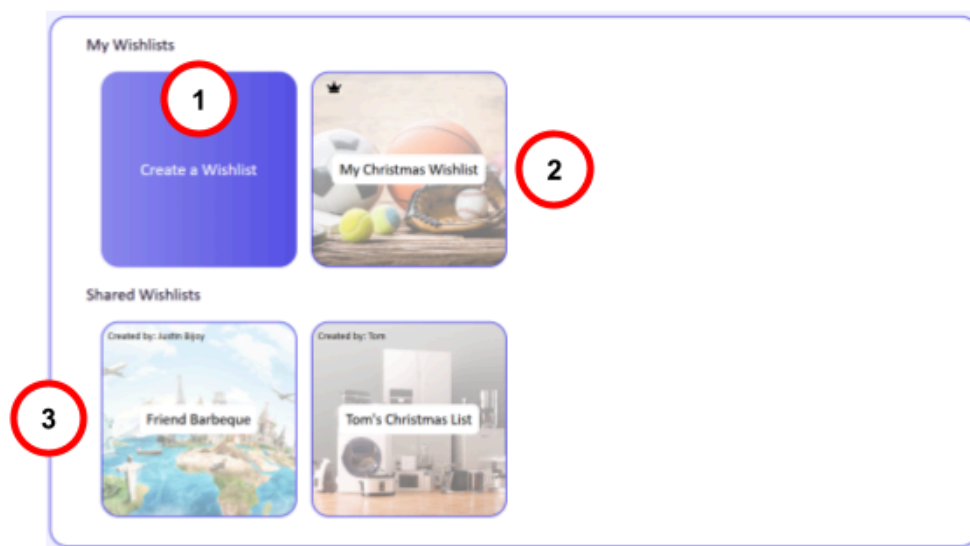 My Wishlists
1
Create a Wishlist
My Christmas Wishlist
2
Shared Wishlists
Created by: Justin Bijoy
Created by: Tom
3
Friend Barbeque
Tom's Christmas List